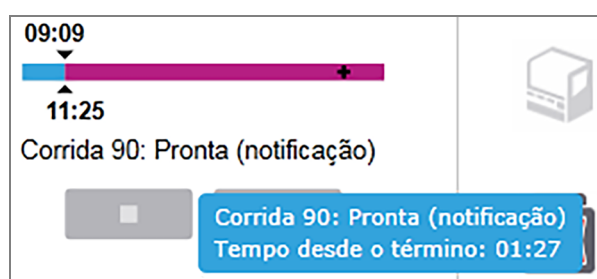 09:09
11:25
Corrida 90: Pronta (notificação)
Corrida 90: Pronta (notificação)
Tempo desde o término: 01:27